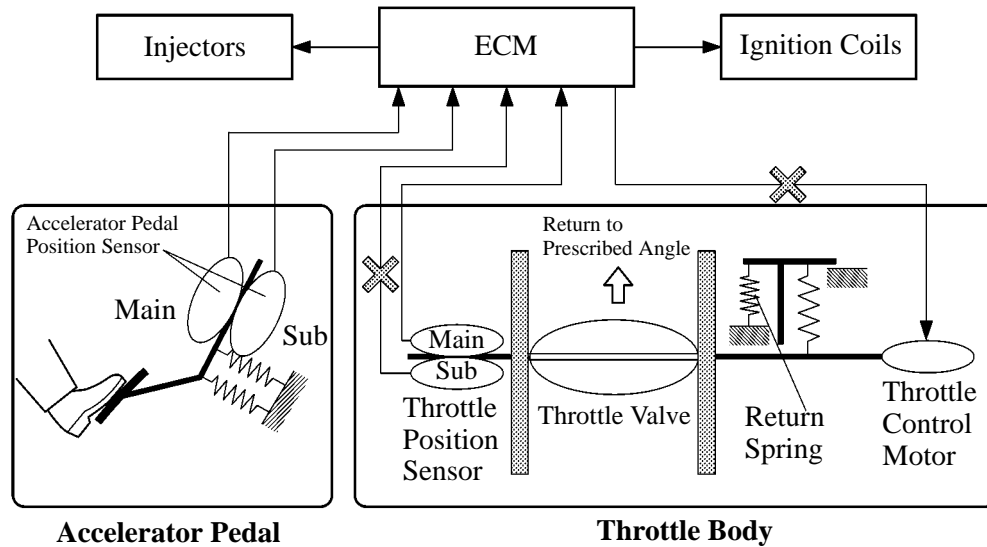 Injectors
ECM
Ignition Coils
Accelerator Pedal
Position Sensor
Main
Sub
Return to
Prescribed Angle
Main
Sub
Throttle
Position
Sensor
Throttle Valve
Return
Spring
Throttle
Control
Motor
Accelerator Pedal
Throttle Body